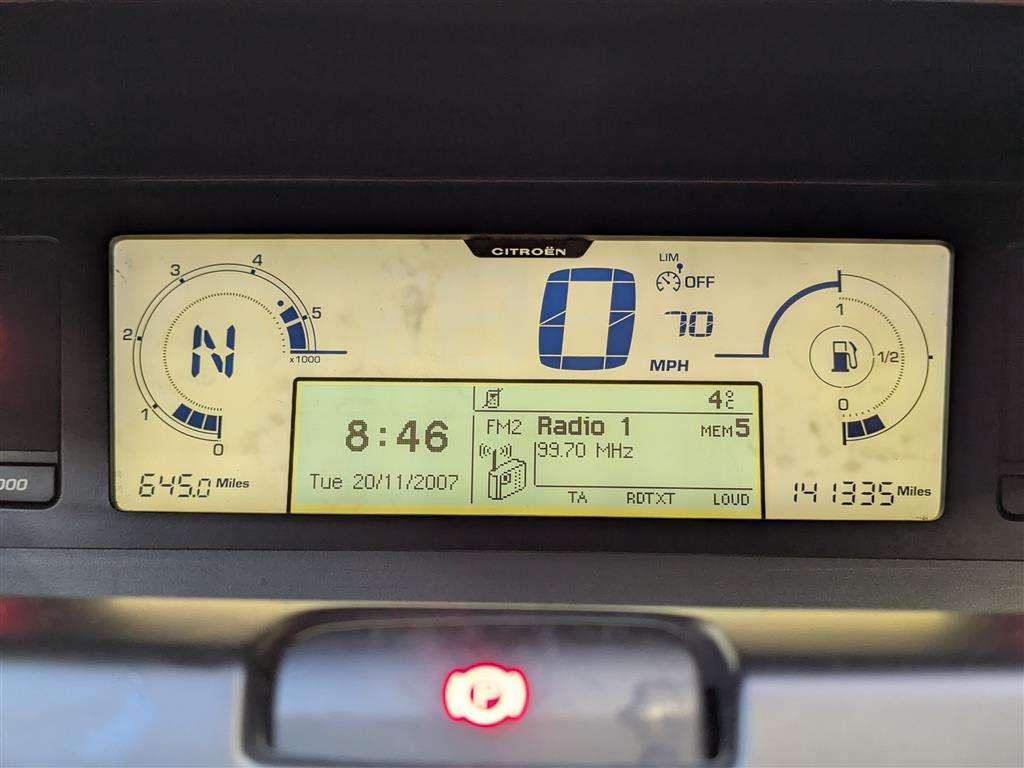 CITROËN
4
3
5
2
x1000
1
0
N
645.0 Miles
000
0
MPH
LIM
OFF
70
1
1/2
0
141335 Miles
4°C
8:46
Tue 20/11/2007
FM2 Radio 1 MEM5
99.70 MHz
TA RDTXT LOUD
P